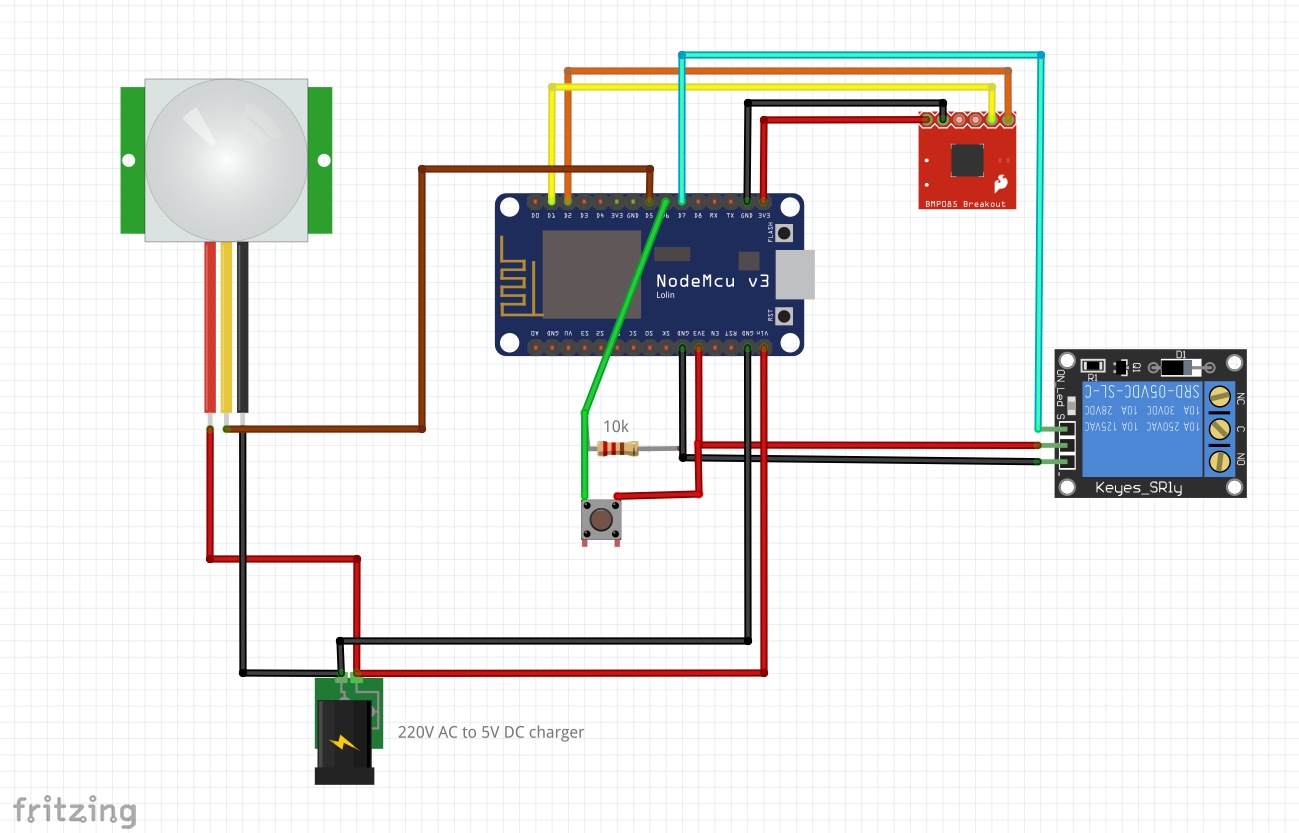 D0 D1 D2 D3 D4 3V3 GND D5 D7 D8 RX TX GND 3V3
FLASH
BMP085 Breakout
NodeMcu v3
Lolin
RST
A0 GND VU S3 S2 SC S0 SK GND 3V3 EN RST GND Vin
D1
R1
Q1
ON Led
S
SRD-05VDC-SL-C
10A 30VDC 10A 28VDC
10A 250VAC 10A 125VAC
NC
C
NO
Keyes_SRly
10k
220V AC to 5V DC charger
fritzing